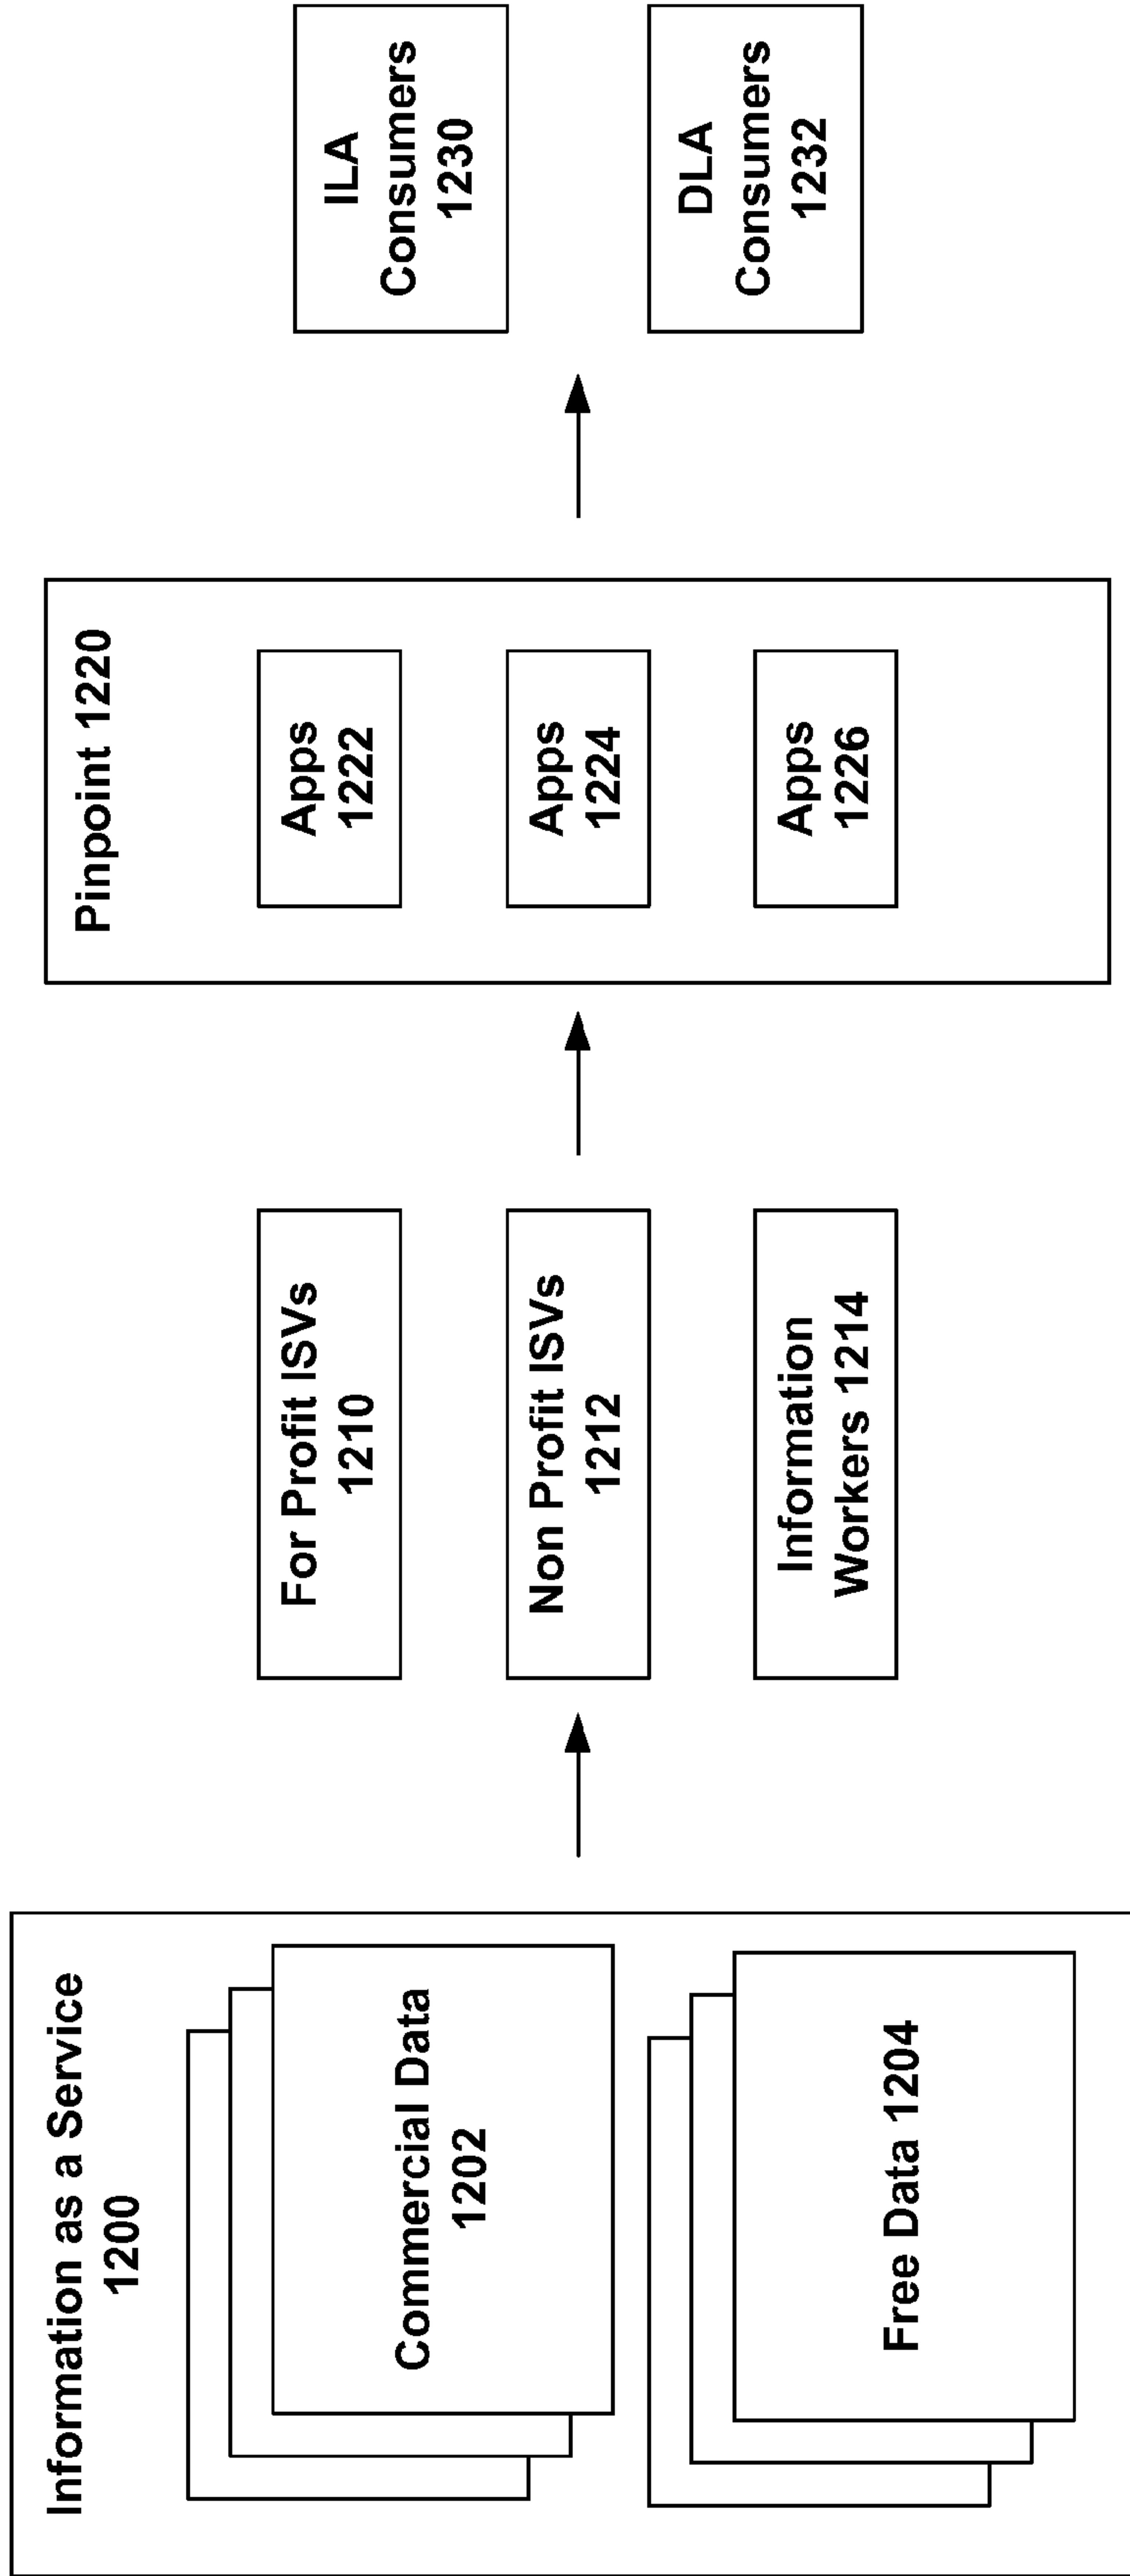 Information as a Service
1200
Commercial Data
1202
Free Data 1204
For Profit ISVs
1210
Non Profit ISVs
1212
Information
Workers 1214
Pinpoint 1220
Apps
1222
Apps
1224
Apps
1226
ILA
Consumers
1230
DLA
Consumers
1232